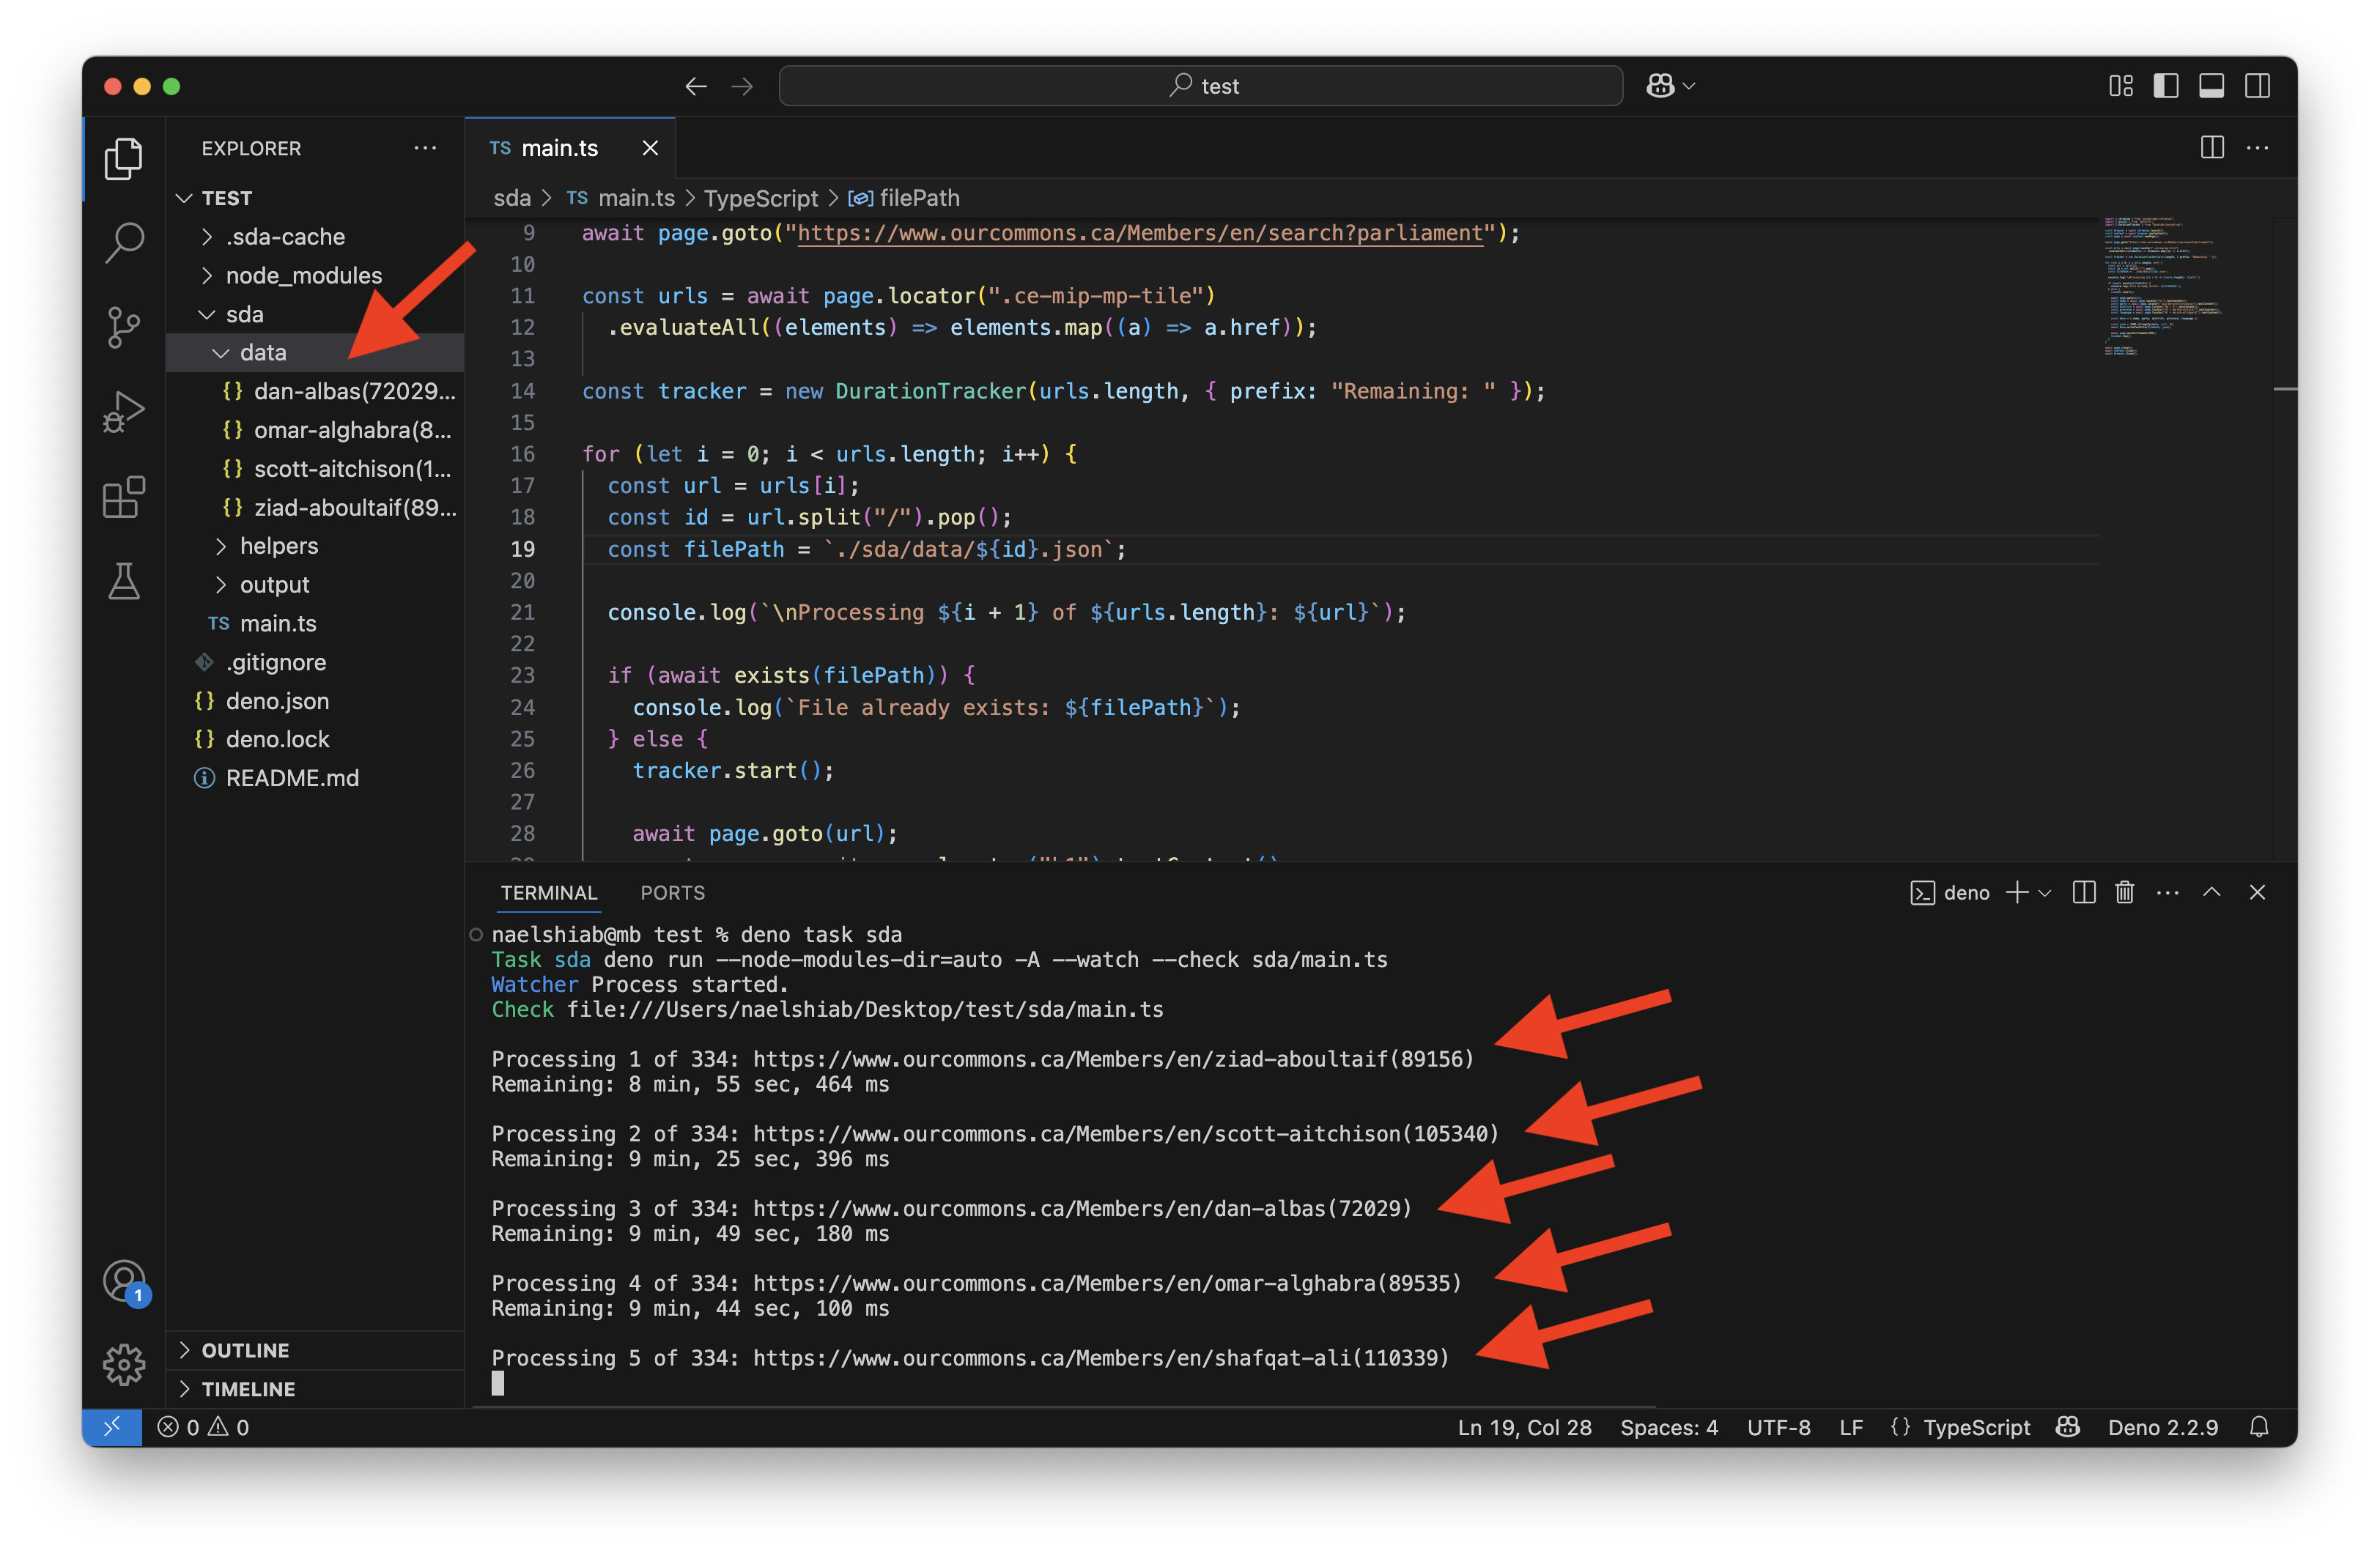 test
EXPLORER
TEST
.sda-cache
node_modules
sda
data
{} dan-albas(72029...
{} omar-alghabra(8...
{} scott-aitchison(1...
{} ziad-aboultaif(89...
helpers
output
TS main.ts
.gitignore
{} deno.json
{} deno.lock
README.md
OUTLINE
TIMELINE
1
TS main.ts
sda > TS main.ts > TypeScript > filePath
9 await page.goto("https://www.ourcommons.ca/Members/en/search?parliament");
10
11 const urls = await page.locator(".ce-mip-mp-tile")
12 .evaluateAll((elements) => elements.map((a) => a.href));
13
14 const tracker = new DurationTracker(urls.length, { prefix: "Remaining: " });
15
16 for (let i = 0; i < urls.length; i++) {
17 const url = urls[i];
18 const id = url.split("/").pop();
19 const filePath = `./sda/data/${id}.json`;
20
21 console.log(`\nProcessing ${i + 1} of ${urls.length}: ${url}`);
22
23 if (await exists(filePath)) {
24 console.log(`File already exists: ${filePath}`);
25 } else {
26 tracker.start();
27
28 await page.goto(url);
TERMINAL PORTS
deno
naelshiab@mb test % deno task sda
Task sda deno run --node-modules-dir=auto -A --watch --check sda/main.ts
Watcher Process started.
Check file:///Users/naelshiab/Desktop/test/sda/main.ts
Processing 1 of 334: https://www.ourcommons.ca/Members/en/ziad-aboultaif(89156)
Remaining: 8 min, 55 sec, 464 ms
Processing 2 of 334: https://www.ourcommons.ca/Members/en/scott-aitchison(105340)
Remaining: 9 min, 25 sec, 396 ms
Processing 3 of 334: https://www.ourcommons.ca/Members/en/dan-albas(72029)
Remaining: 9 min, 49 sec, 180 ms
Processing 4 of 334: https://www.ourcommons.ca/Members/en/omar-alghabra(89535)
Remaining: 9 min, 44 sec, 100 ms
Processing 5 of 334: https://www.ourcommons.ca/Members/en/shafqat-ali(110339)
0 0
Ln 19, Col 28 Spaces: 4 UTF-8 LF {} TypeScript Deno 2.2.9